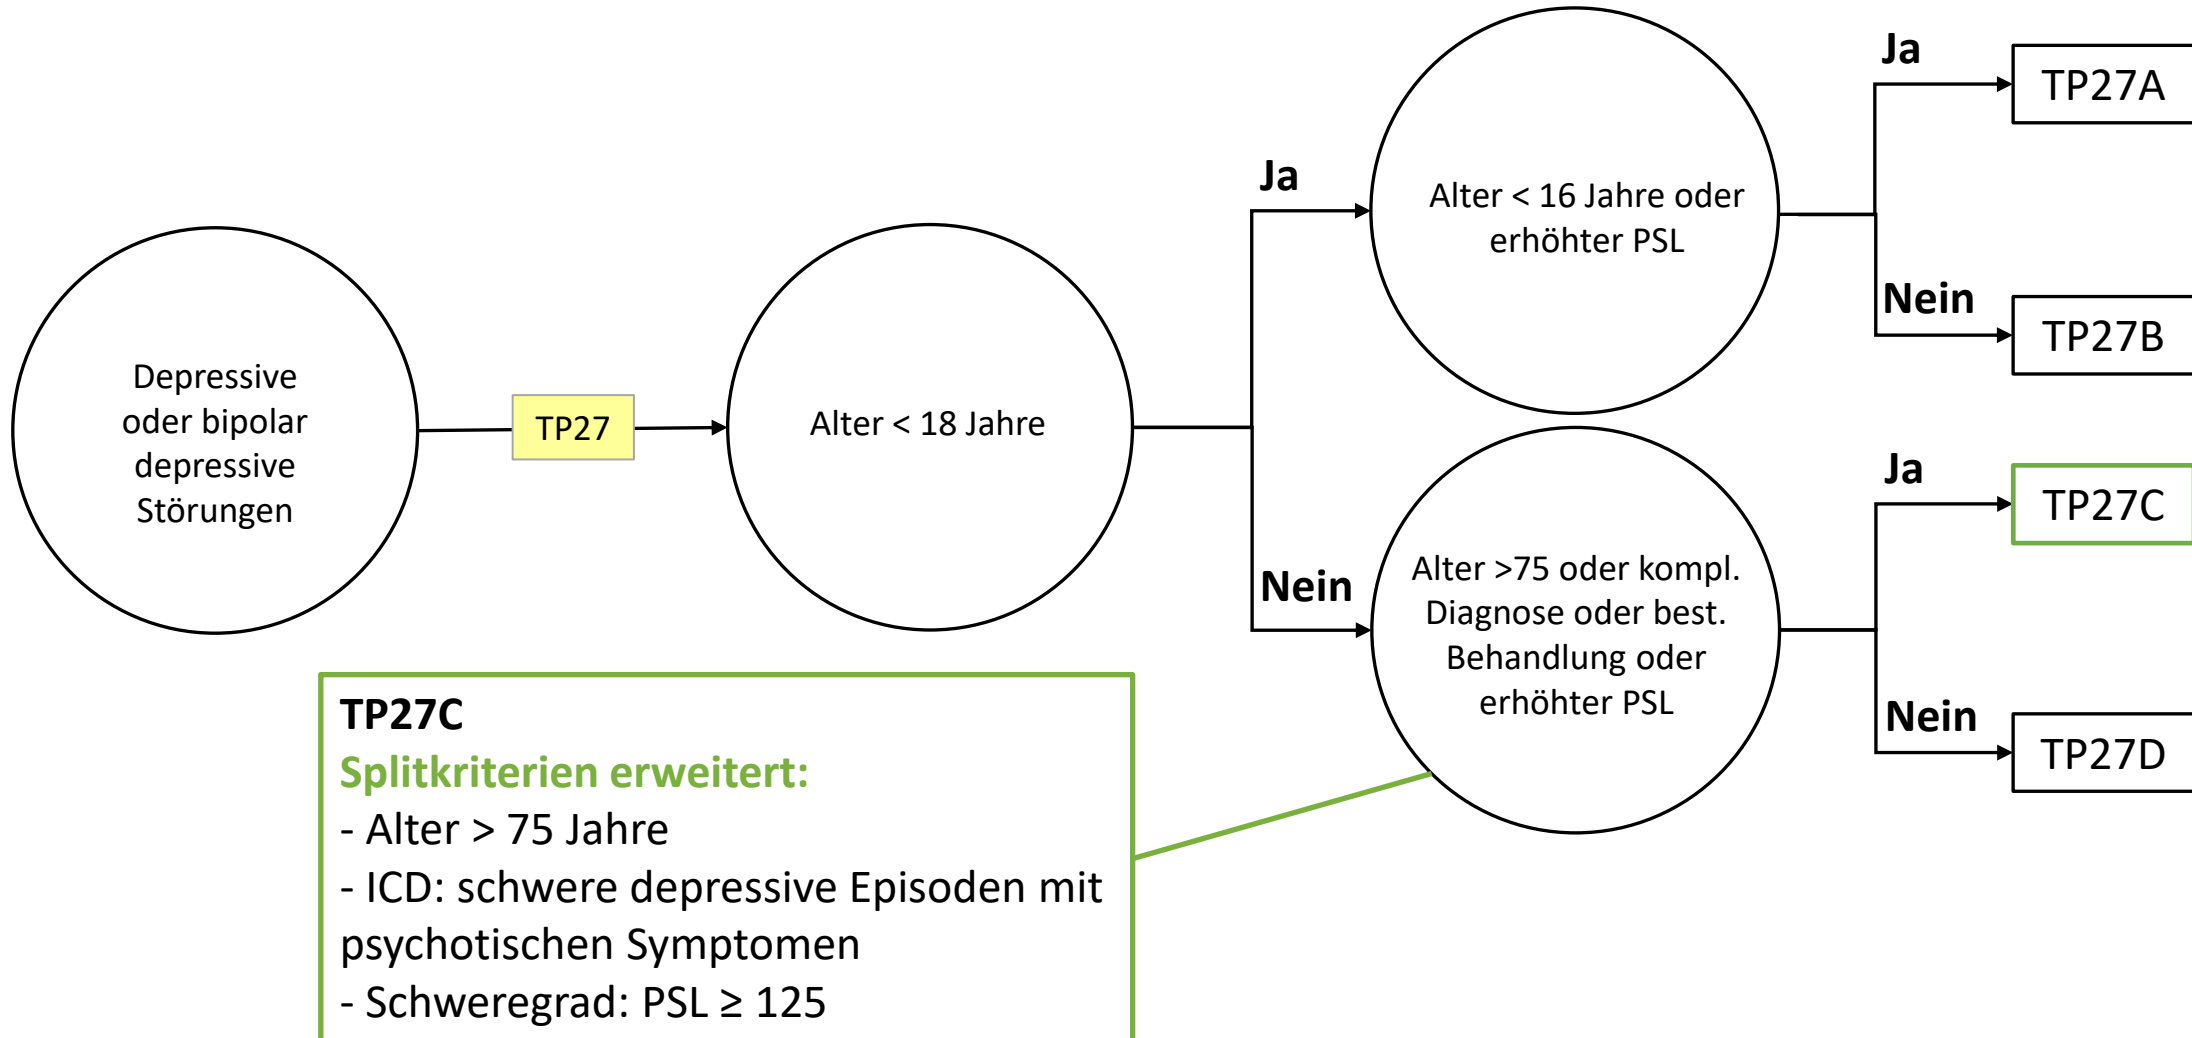 Depressive
oder bipolar
depressive
Störungen
TP27
Alter < 18 Jahre
Ja
Alter < 16 Jahre oder
erhöhter PSL
Ja
TP27A
Nein
TP27B
Nein
Alter >75 oder kompl.
Diagnose oder best.
Behandlung oder
erhöhter PSL
Ja
TP27C
Nein
TP27D
TP27C
Splitkriterien erweitert:
- Alter > 75 Jahre
- ICD: schwere depressive Episoden mit
psychotischen Symptomen
- Schweregrad: PSL ≥ 125